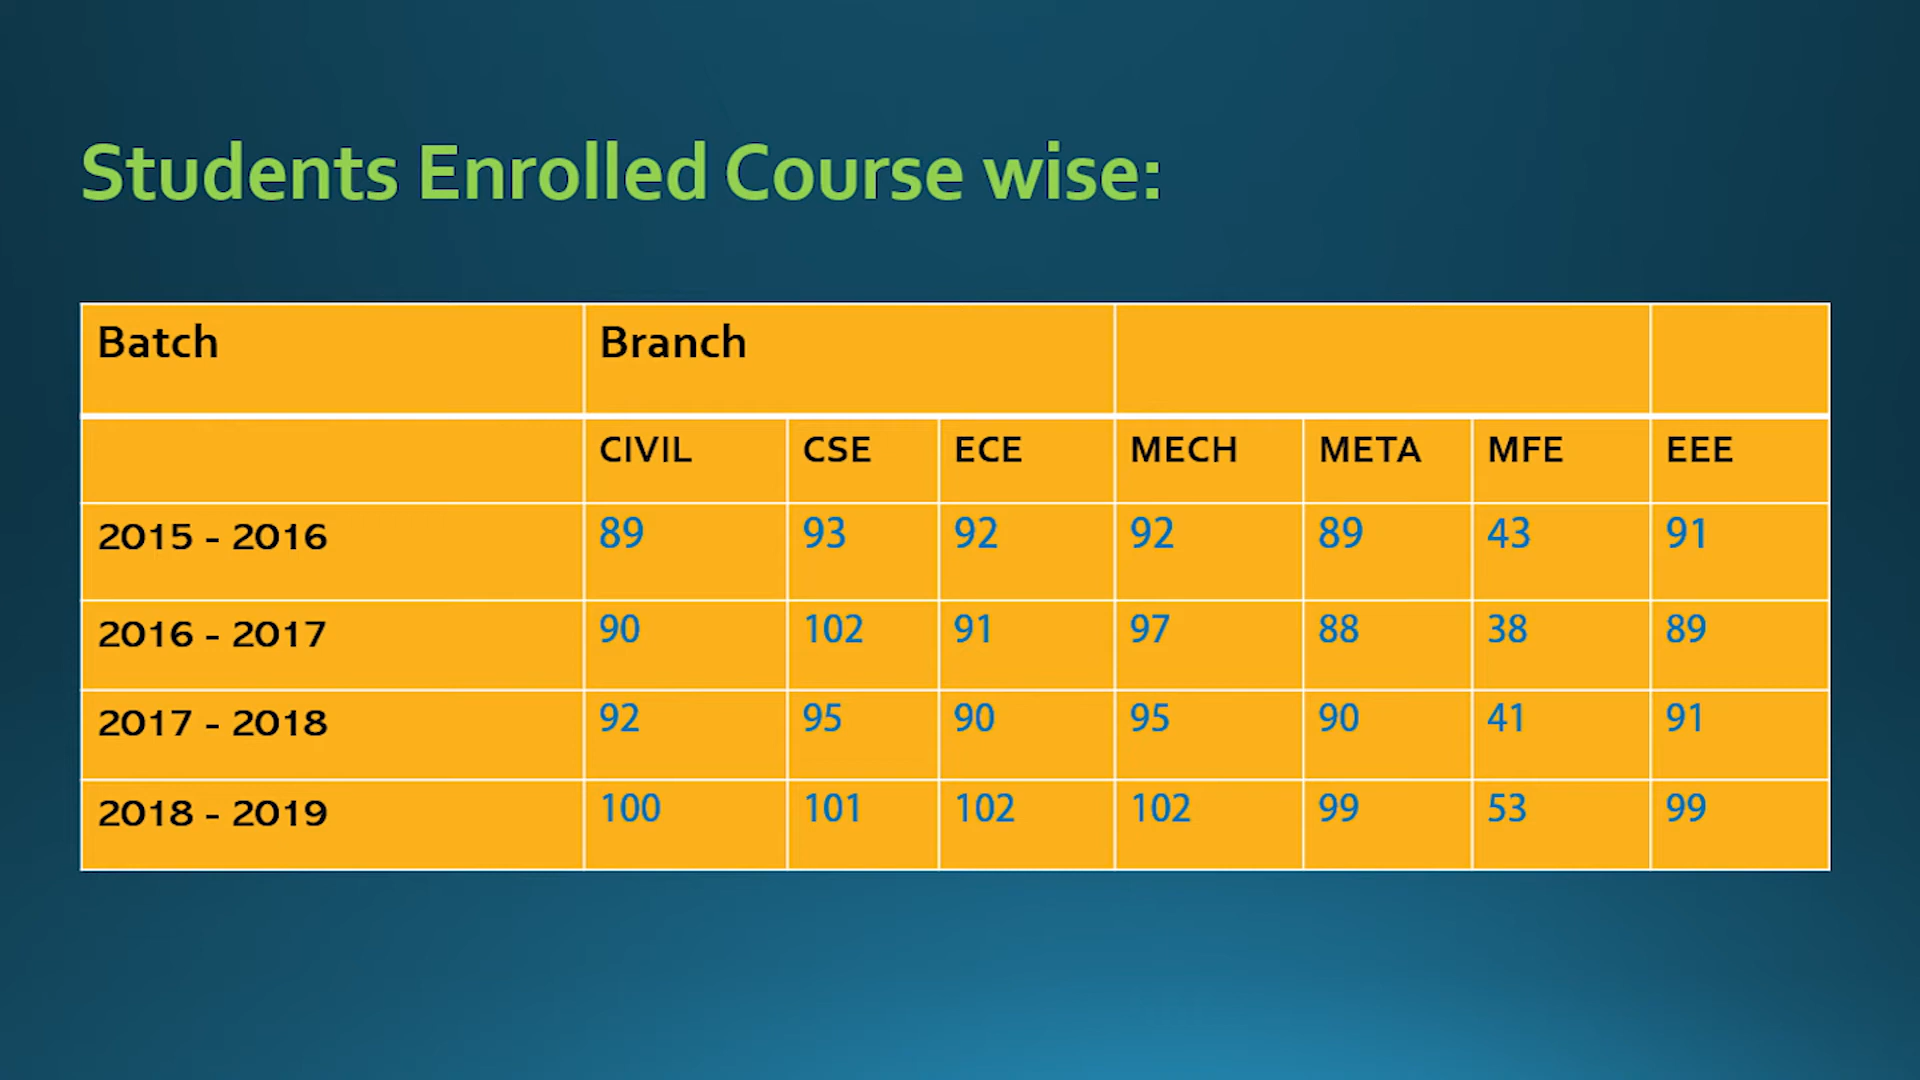 Students Enrolled Course wise:
Batch Branch
CIVIL CSE ECE MECH META MFE EEE
2015 - 2016 89 93 92 92 89 43 91
2016 - 2017 90 102 91 97 88 38 89
2017 - 2018 92 95 90 95 90 41 91
2018 - 2019 100 101 102 102 99 53 99